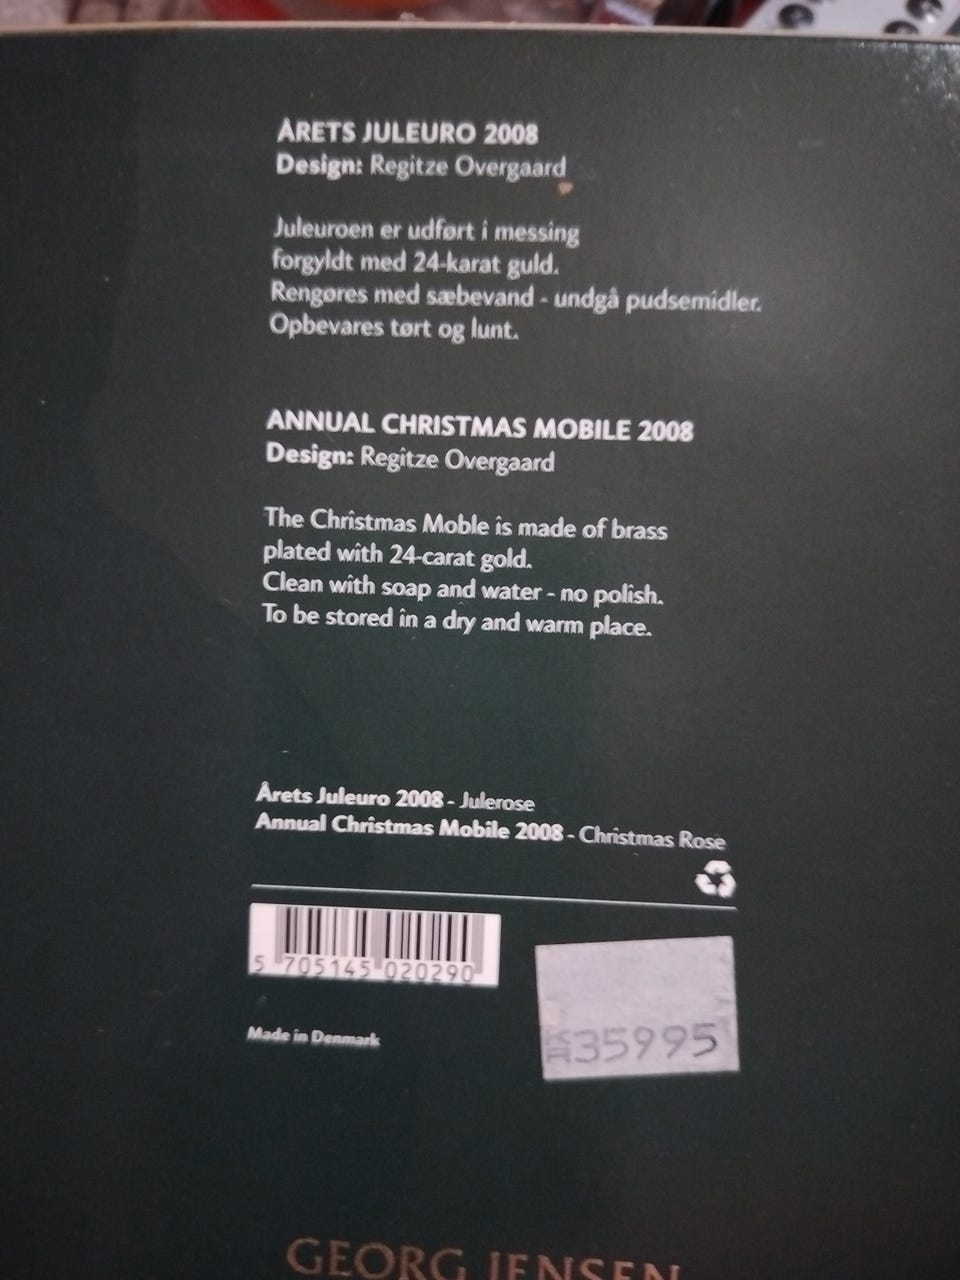 ÅRETS JULEURO 2008
Design: Regitze Overgaard
Juleuroen er udført i messing
forgyldt med 24-karat guld.
Rengøres med sæbevand - undgå pudsemidler.
Opbevares tørt og lunt.
ANNUAL CHRISTMAS MOBILE 2008
Design: Regitze Overgaard
The Christmas Moble is made of brass
plated with 24-carat gold.
Clean with soap and water - no polish.
To be stored in a dry and warm place.
Årets Juleuro 2008 - Julerose
Annual Christmas Mobile 2008 - Christmas Rose
5 705145 020290
35995
Made in Denmark
GEORG JENSEN